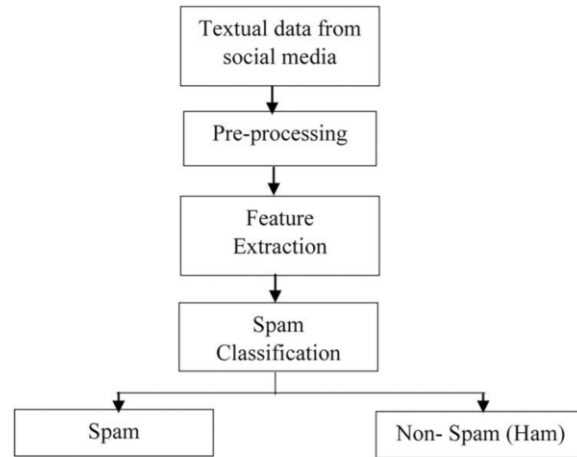 Textual data from
social media
Pre-processing
Feature
Extraction
Spam
Classification
Spam
Non- Spam (Ham)